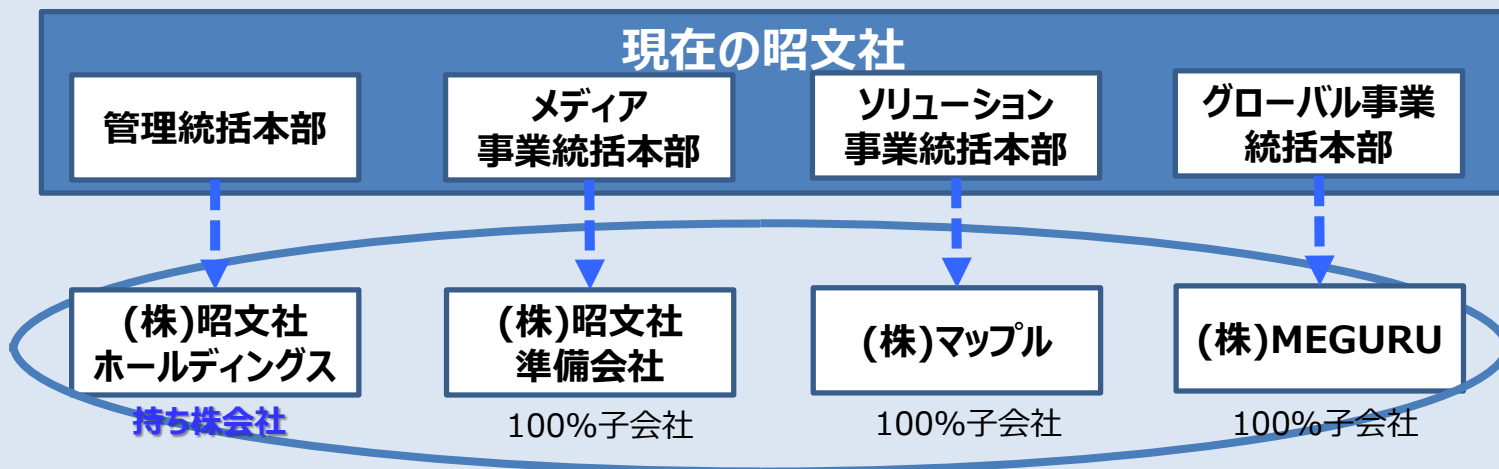 現在の昭文社
管理統括本部
メディア
事業統括本部
ソリューション
事業統括本部
グローバル事業
統括本部
(株)昭文社
ホールディングス
持ち株会社
(株)昭文社
準備会社
100%子会社
(株)マップル
100%子会社
(株)MEGURU
100%子会社